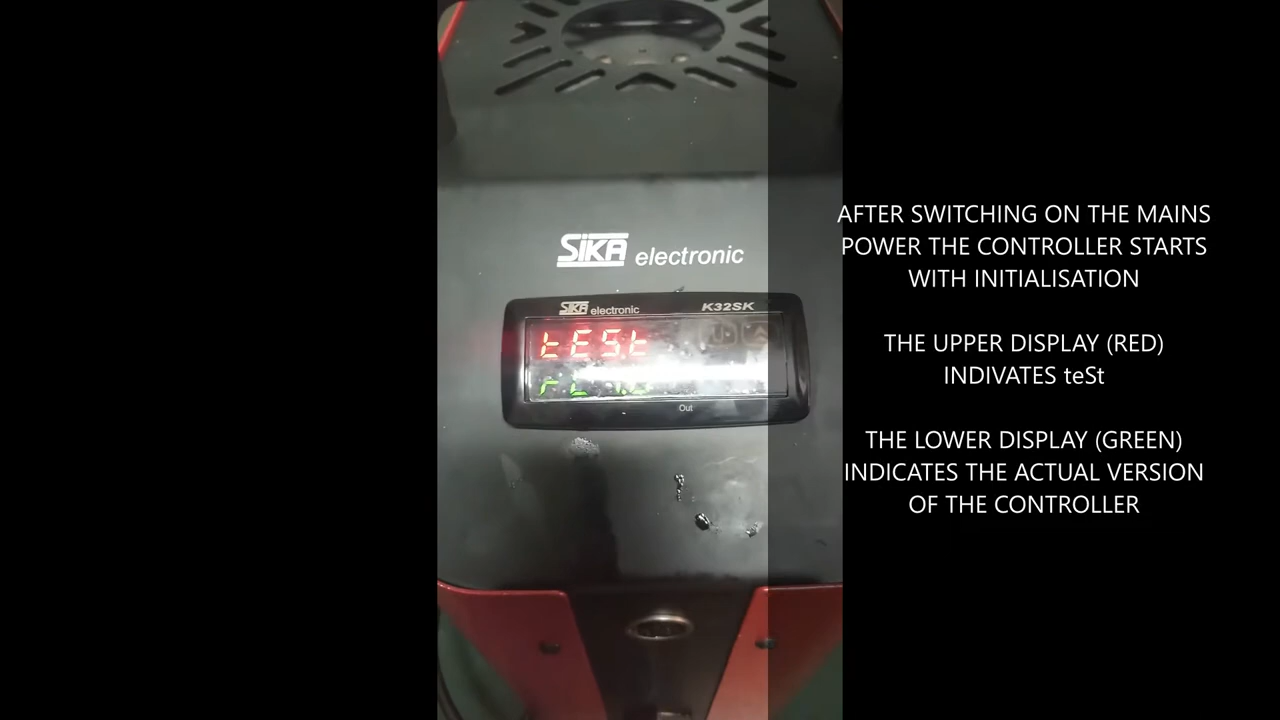 SIKA electronic
SIKA electronic K32SK
tESt
Out
AFTER SWITCHING ON THE MAINS
POWER THE CONTROLLER STARTS
WITH INITIALISATION
THE UPPER DISPLAY (RED)
INDIVATES teSt
THE LOWER DISPLAY (GREEN)
INDICATES THE ACTUAL VERSION
OF THE CONTROLLER